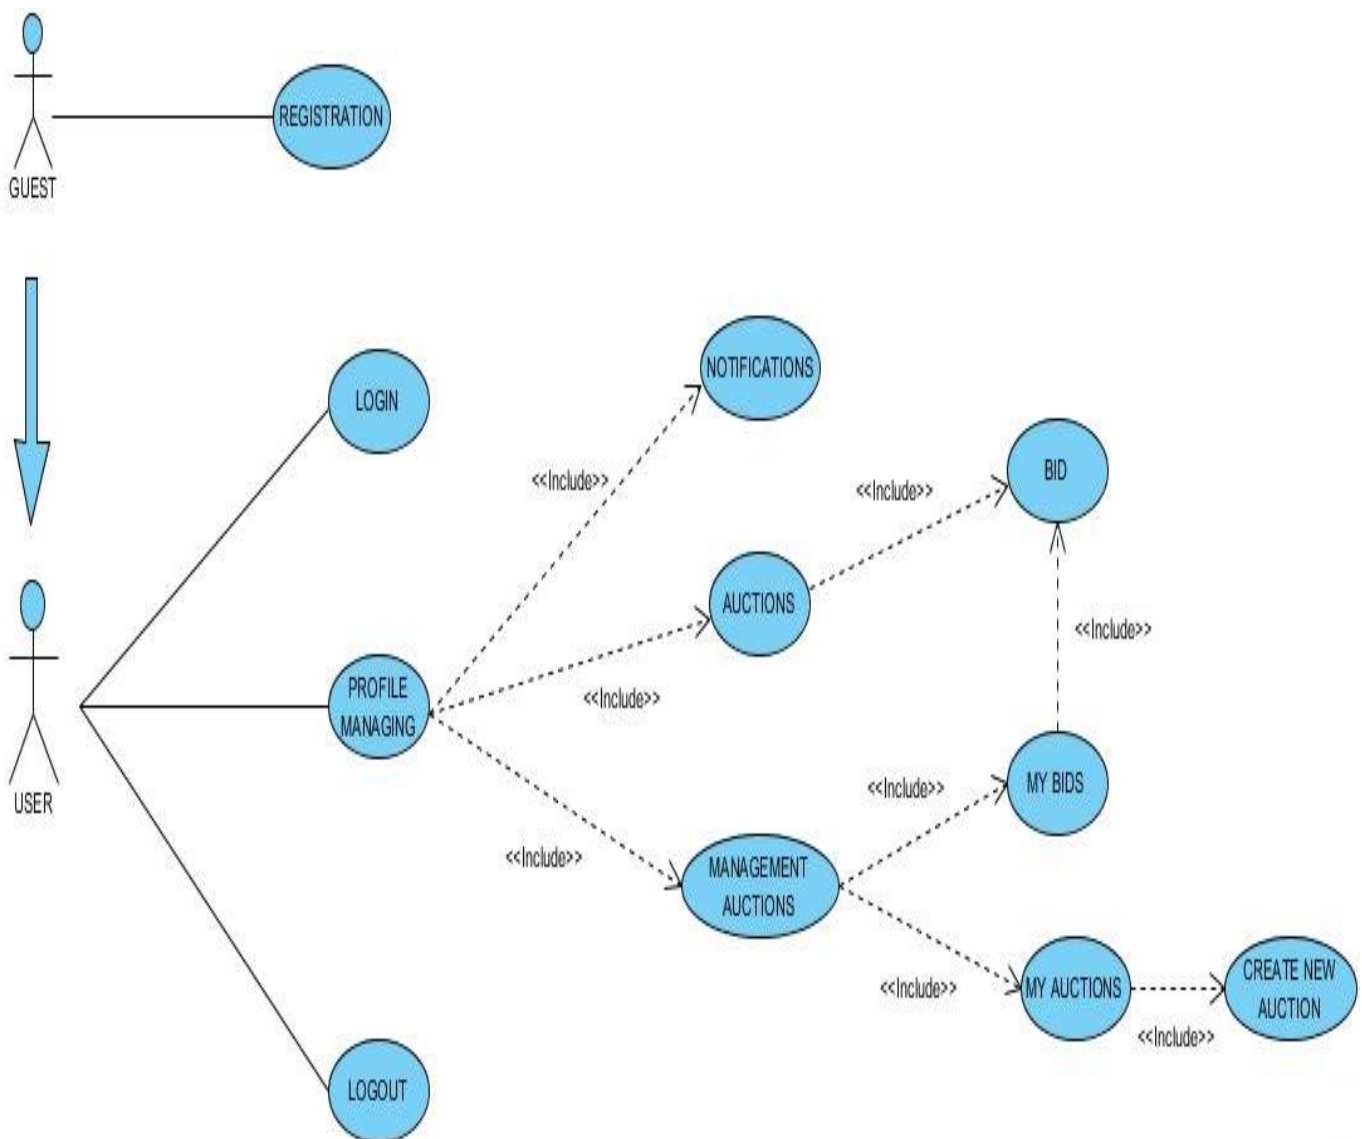 REGISTRATION
GUEST
NOTIFICATIONS
LOGIN
BID
<<Include>>
<<Include>>
AUCTIONS
<<Include>>
PROFILE
MANAGING
<<Include>>
USER
MY BIDS
<<Include>>
<<Include>>
MANAGEMENT
AUCTIONS
<<Include>>
MY AUCTIONS
CREATE NEW
AUCTION
<<Include>>
LOGOUT